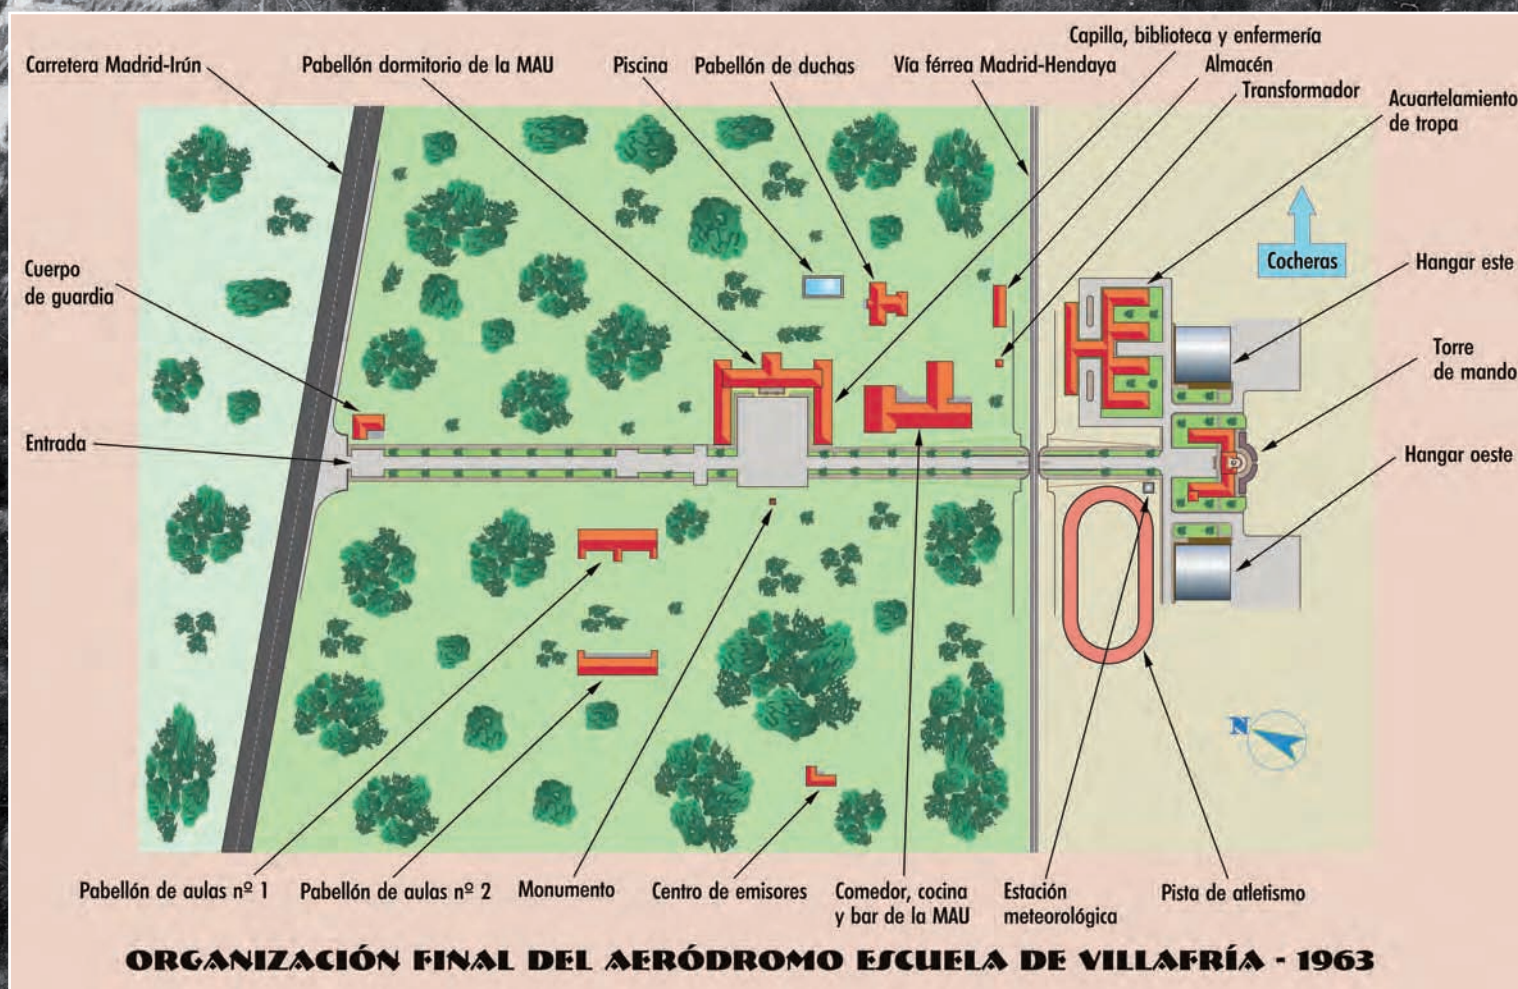 Capilla, biblioteca y enfermería
Carretera Madrid-Irún
Pabellón dormitorio de la MAU
Piscina
Pabellón de duchas
Vía férrea Madrid-Hendaya
Almacén
Transformador
Acuartelamiento
de tropa
Cuerpo
de guardia
Cocheras
Hangar este
Torre
de mando
Entrada
Hangar oeste
N
Pabellón de aulas nº 1
Pabellón de aulas nº 2
Monumento
Centro de emisores
Comedor, cocina
y bar de la MAU
Estación
meteorológica
Pista de atletismo
ORGANIZACIÓN FINAL DEL AERÓDROMO ESCUELA DE VILLAFRÍA - 1963